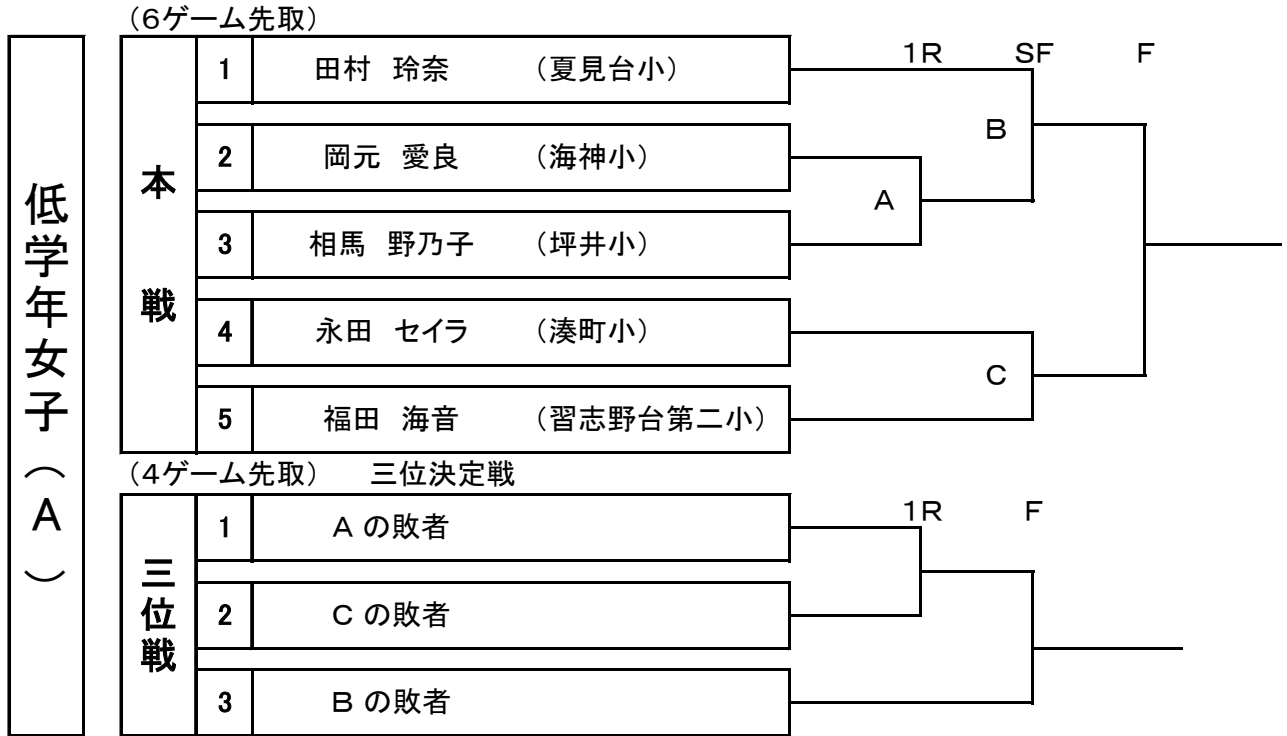 （6ゲーム先取）
低学年女子（A）
本戦
1R SF F
1 田村 玲奈 （夏見台小）
B
2 岡元 愛良 （海神小）
A
3 相馬 野乃子 （坪井小）
4 永田 セイラ （湊町小）
C
5 福田 海音 （習志野台第二小）
（4ゲーム先取） 三位決定戦
三位戦
1R F
1 A の敗者
2 C の敗者
3 B の敗者